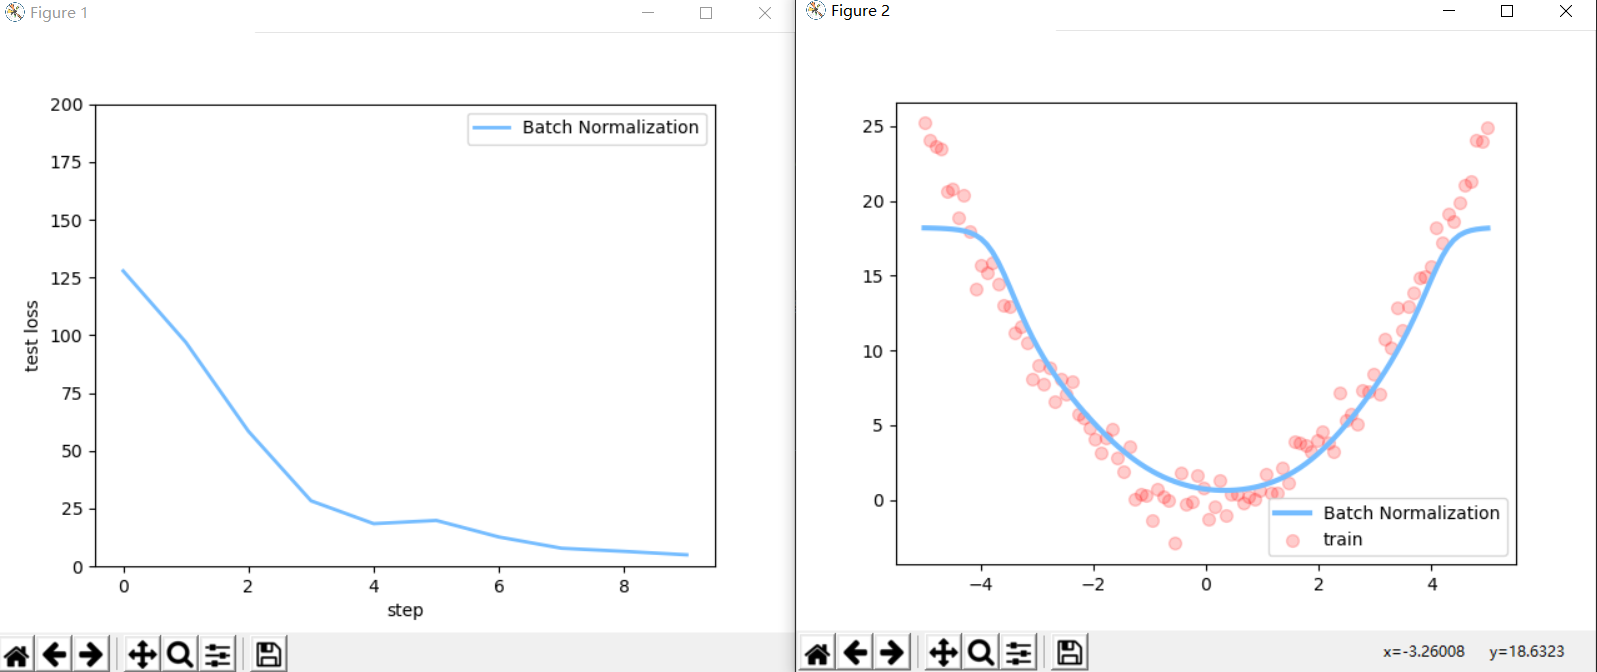 Figure 1
200
175
150
125
100
75
50
25
0
test loss
0 2 4 6 8
step
Batch Normalization
Figure 2
25
20
15
10
5
0
−4 −2 0 2 4
Batch Normalization
train
x=-3.26008 y=18.6323